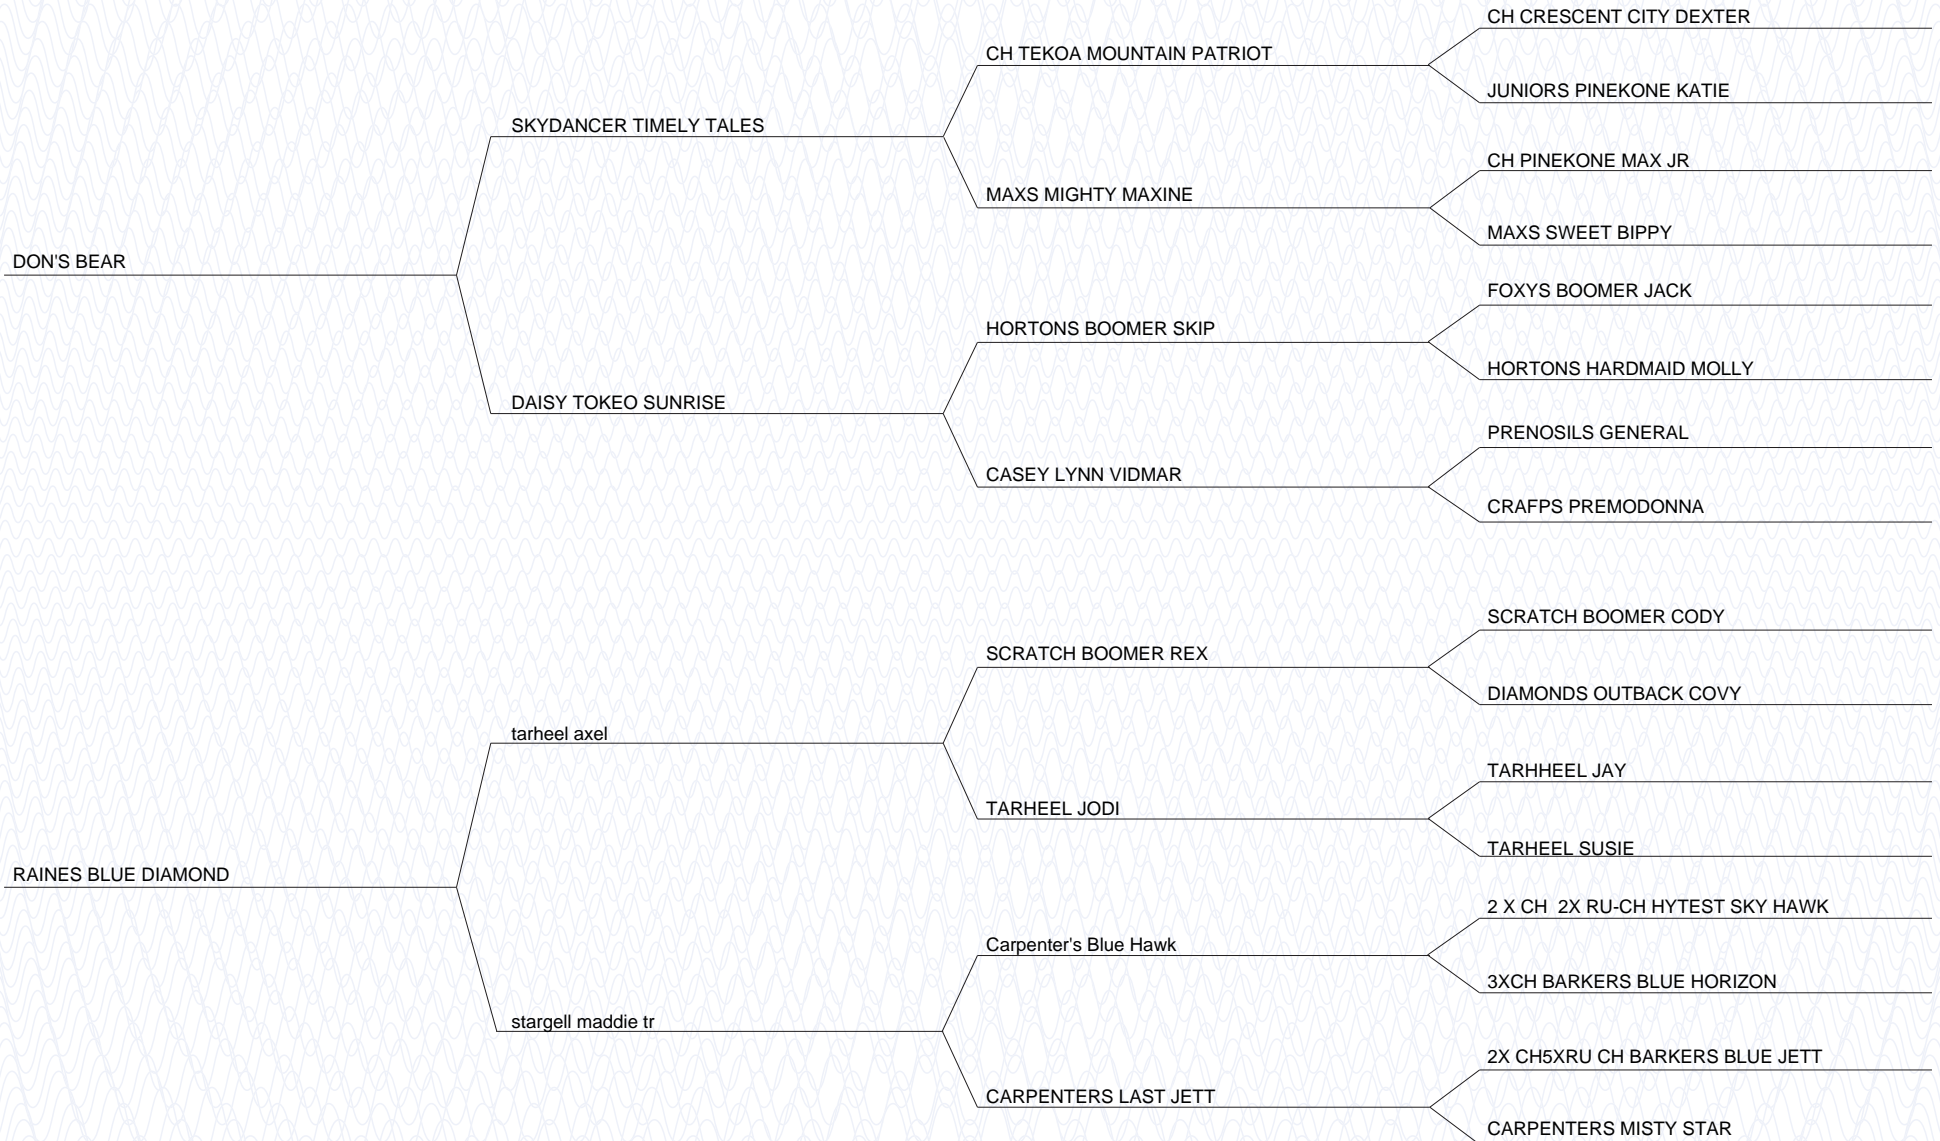 CH CRESCENT CITY DEXTER
CH TEKOA MOUNTAIN PATRIOT
JUNIORS PINEKONE KATIE
SKYDANCER TIMELY TALES
CH PINEKONE MAX JR
MAXS MIGHTY MAXINE
MAXS SWEET BIPPY
DON'S BEAR
FOXYS BOOMER JACK
HORTONS BOOMER SKIP
HORTONS HARDMAID MOLLY
DAISY TOKEO SUNRISE
PRENOSILS GENERAL
CASEY LYNN VIDMAR
CRAFPS PREMODONNA
SCRATCH BOOMER CODY
SCRATCH BOOMER REX
DIAMONDS OUTBACK COVY
tarheel axel
TARHHEEL JAY
TARHEEL JODI
TARHEEL SUSIE
RAINES BLUE DIAMOND
2 X CH  2X RU-CH HYTEST SKY HAWK
Carpenter's Blue Hawk
3XCH BARKERS BLUE HORIZON
stargell maddie tr
2X CH5XRU CH BARKERS BLUE JETT
CARPENTERS LAST JETT
CARPENTERS MISTY STAR